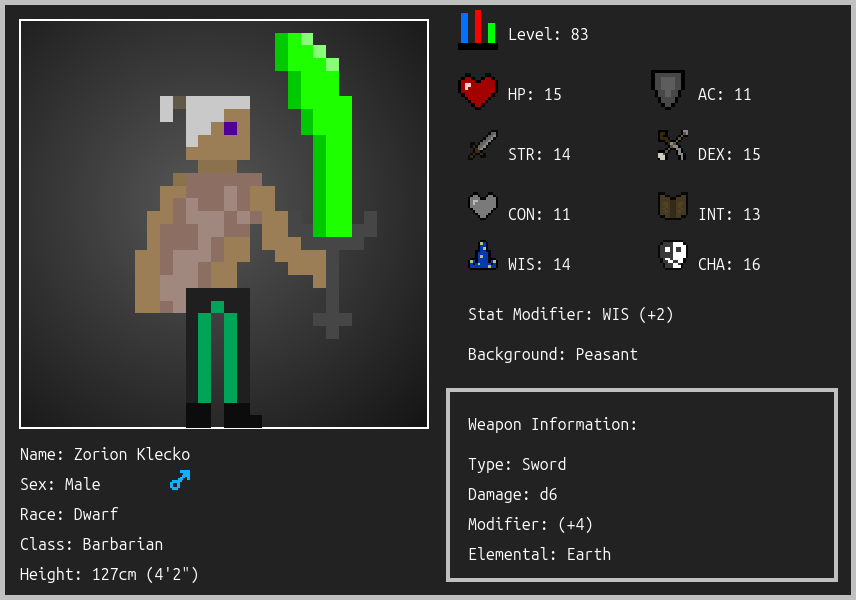 Level: 83
HP: 15
AC: 11
STR: 14
DEX: 15
CON: 11
INT: 13
WIS: 14
CHA: 16
Stat Modifier: WIS (+2)
Background: Peasant
Weapon Information:
Type: Sword
Damage: d6
Modifier: (+4)
Elemental: Earth
Name: Zorion Klecko
Sex: Male
Race: Dwarf
Class: Barbarian
Height: 127cm (4'2")